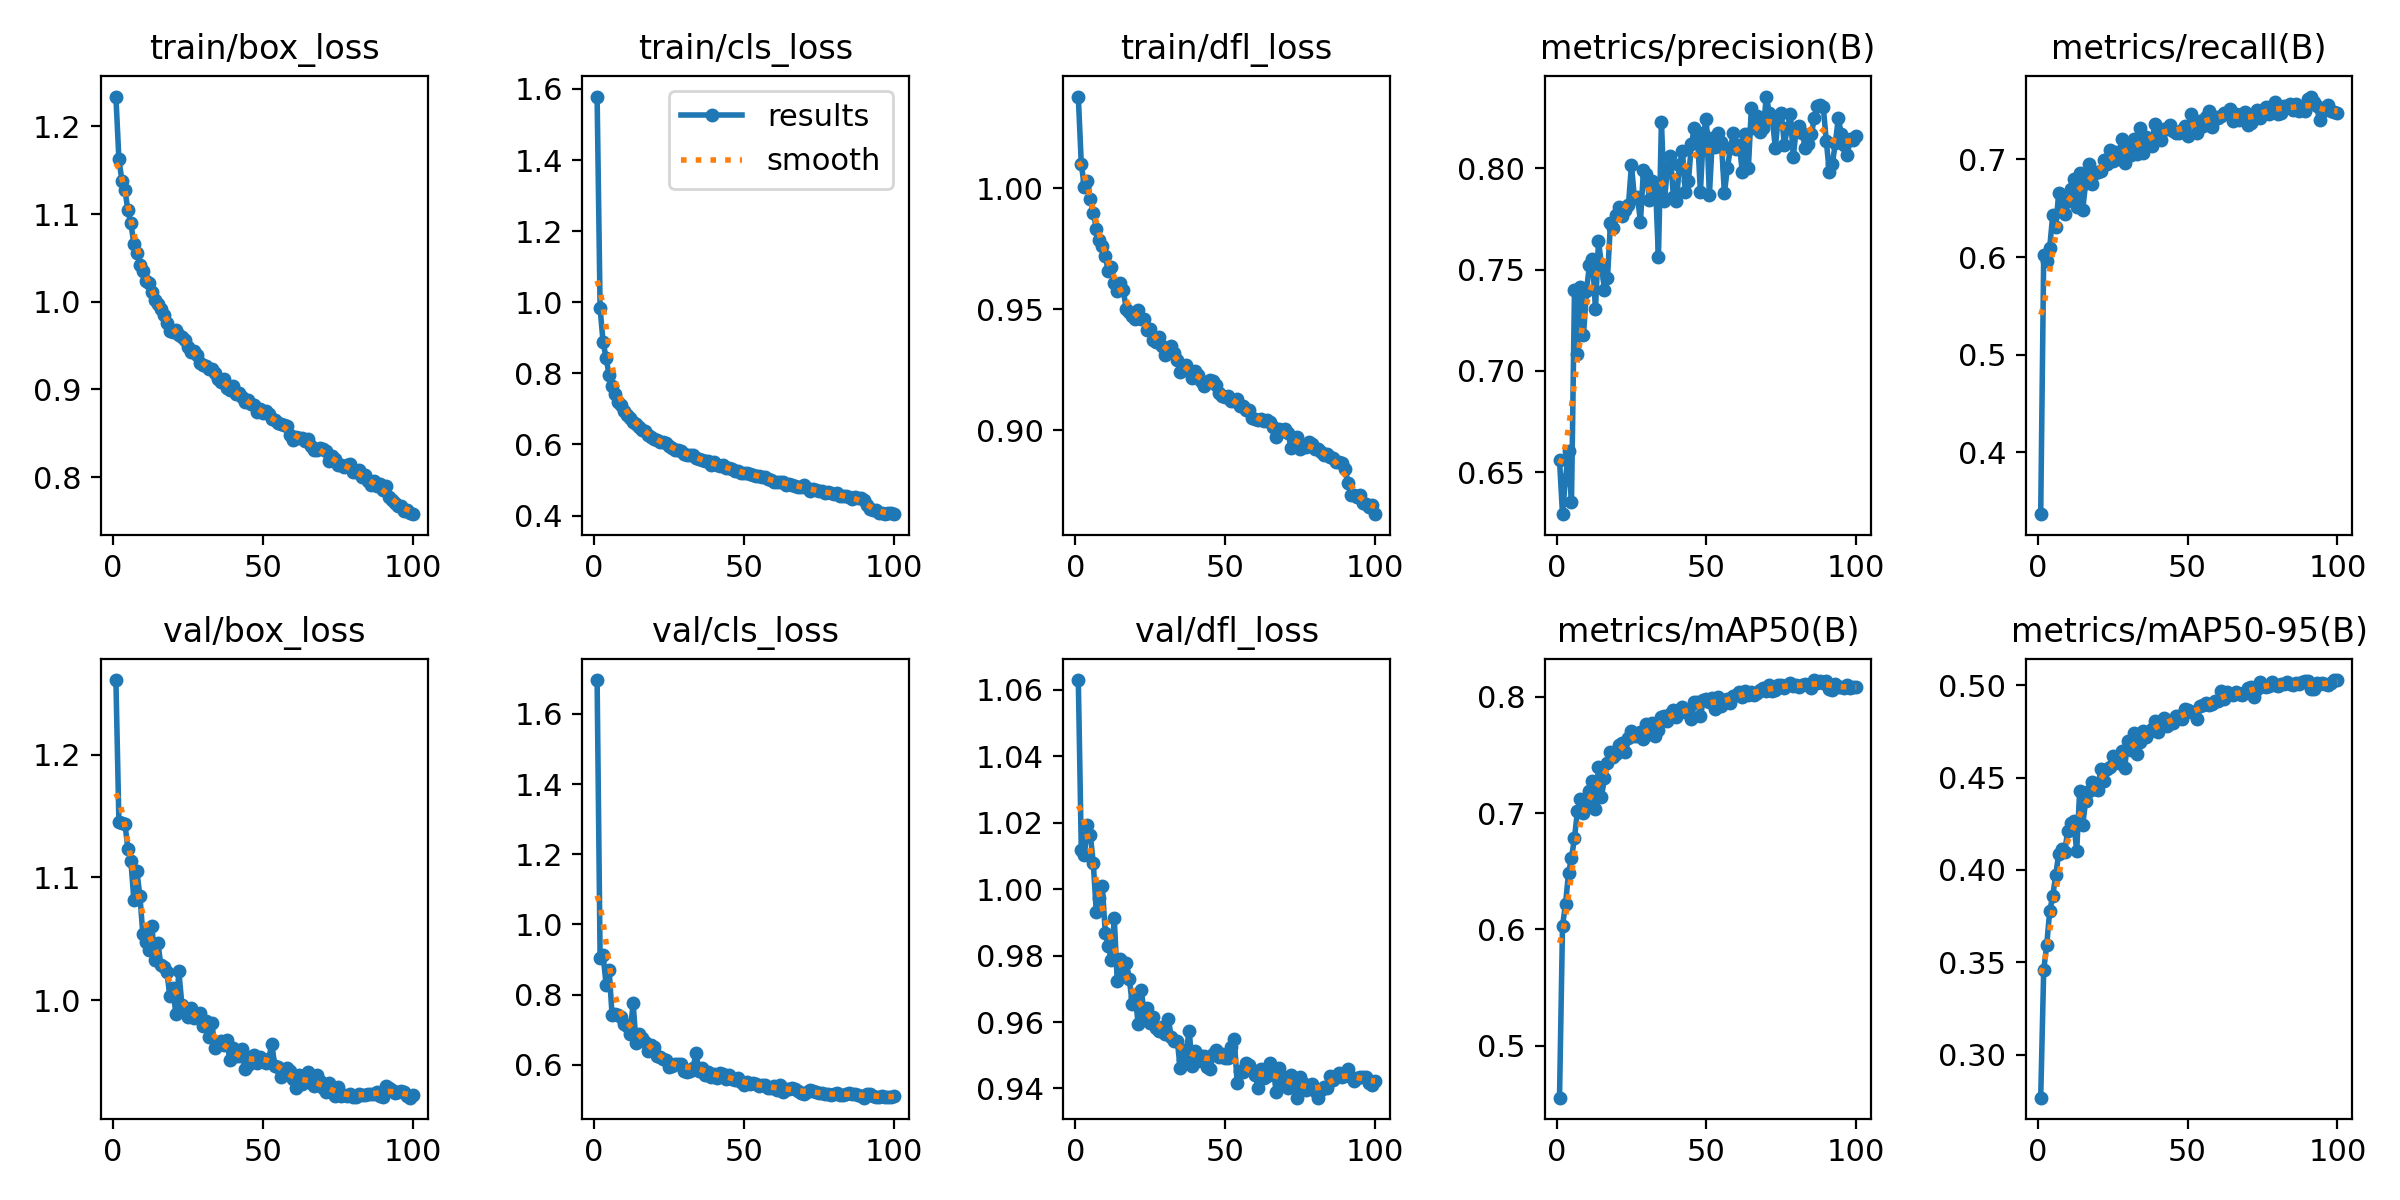 train/box_loss
train/cls_loss
train/dfl_loss
metrics/precision(B)
metrics/recall(B)
1.2
1.1
1.0
0.9
0.8
0 50 100
1.6
1.4
1.2
1.0
0.8
0.6
0.4
results
smooth
0 50 100
1.00
0.95
0.90
0 50 100
0.80
0.75
0.70
0.65
0 50 100
0.7
0.6
0.5
0.4
0 50 100
val/box_loss
val/cls_loss
val/dfl_loss
metrics/mAP50(B)
metrics/mAP50-95(B)
1.2
1.1
1.0
0 50 100
1.6
1.4
1.2
1.0
0.8
0.6
0 50 100
1.06
1.04
1.02
1.00
0.98
0.96
0.94
0 50 100
0.8
0.7
0.6
0.5
0 50 100
0.50
0.45
0.40
0.35
0.30
0 50 100